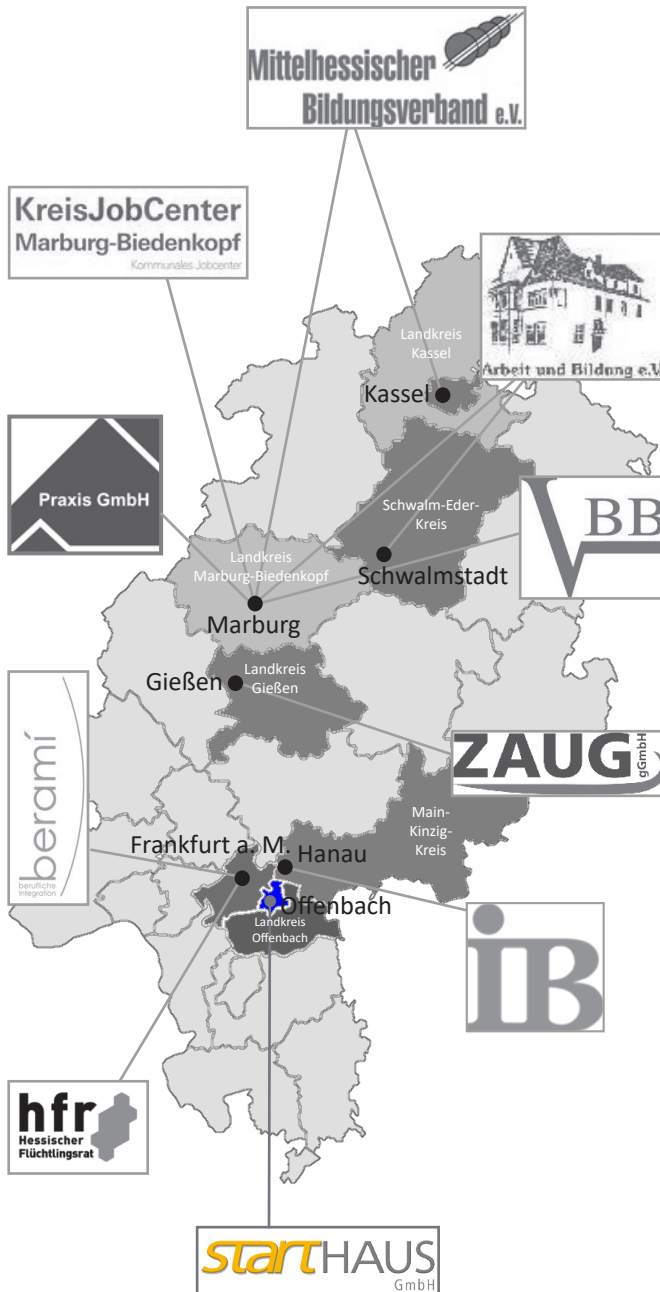 Mittelhessischer
Bildungsverband e.V.
KreisJobCenter
Marburg-Biedenkopf
Kommunales Jobcenter
Arbeit und Bildung e.V.
Landkreis
Kassel
Kassel
Praxis GmbH
Schwalm-Eder-
Kreis
VBB
Schwalmstadt
Landkreis
Marburg-Biedenkopf
Marburg
Gießen
Landkreis
Gießen
beramí
berufliche
Integration
ZAUG
gGmbH
Main-
Kinzig-
Kreis
Frankfurt a. M.
Hanau
Offenbach
Landkreis
Offenbach
iB
hfr
Hessischer
Flüchtlingsrat
startHAUS
GmbH